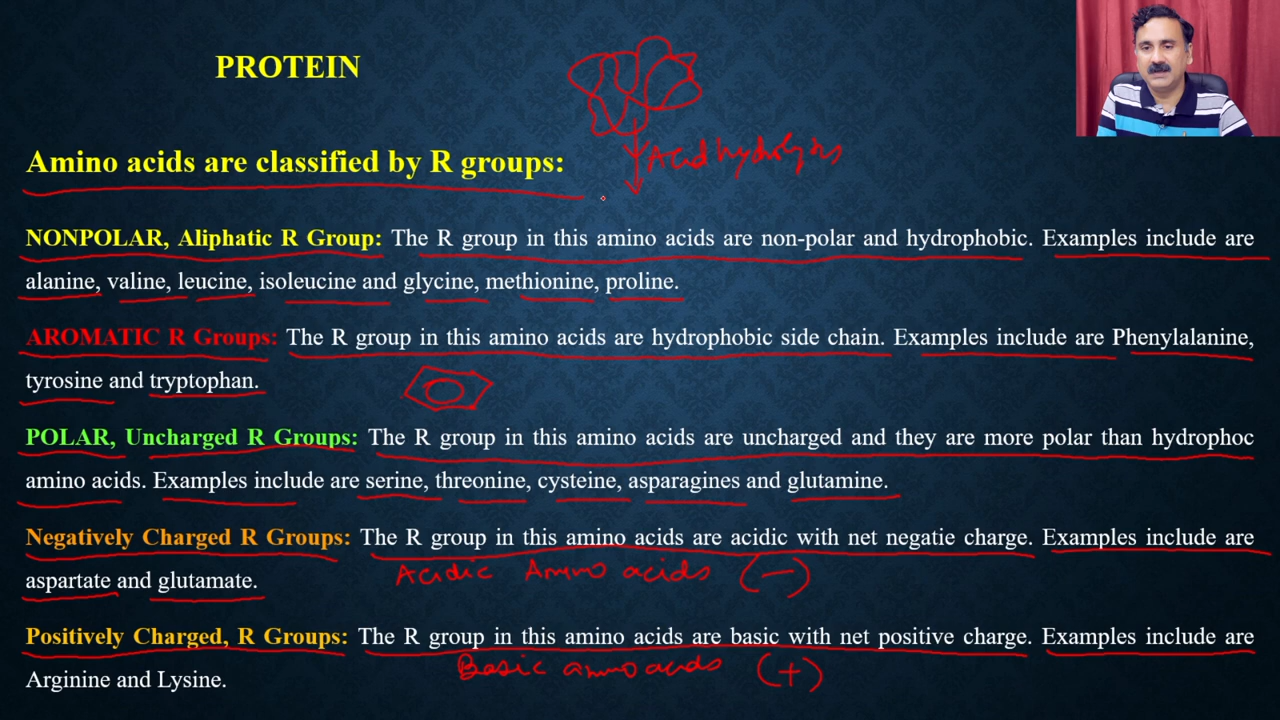 PROTEIN
Acid hydrolysis
Amino acids are classified by R groups:
NONPOLAR, Aliphatic R Group: The R group in this amino acids are non-polar and hydrophobic. Examples include are
alanine, valine, leucine, isoleucine and glycine, methionine, proline.
AROMATIC R Groups: The R group in this amino acids are hydrophobic side chain. Examples include are Phenylalanine,
tyrosine and tryptophan.
POLAR, Uncharged R Groups: The R group in this amino acids are uncharged and they are more polar than hydrophoc
amino acids. Examples include are serine, threonine, cysteine, asparagines and glutamine.
Negatively Charged R Groups: The R group in this amino acids are acidic with net negatie charge. Examples include are
aspartate and glutamate.
Acidic Amino acids (-)
Positively Charged, R Groups: The R group in this amino acids are basic with net positive charge. Examples include are
Basic amino acids (+)
Arginine and Lysine.